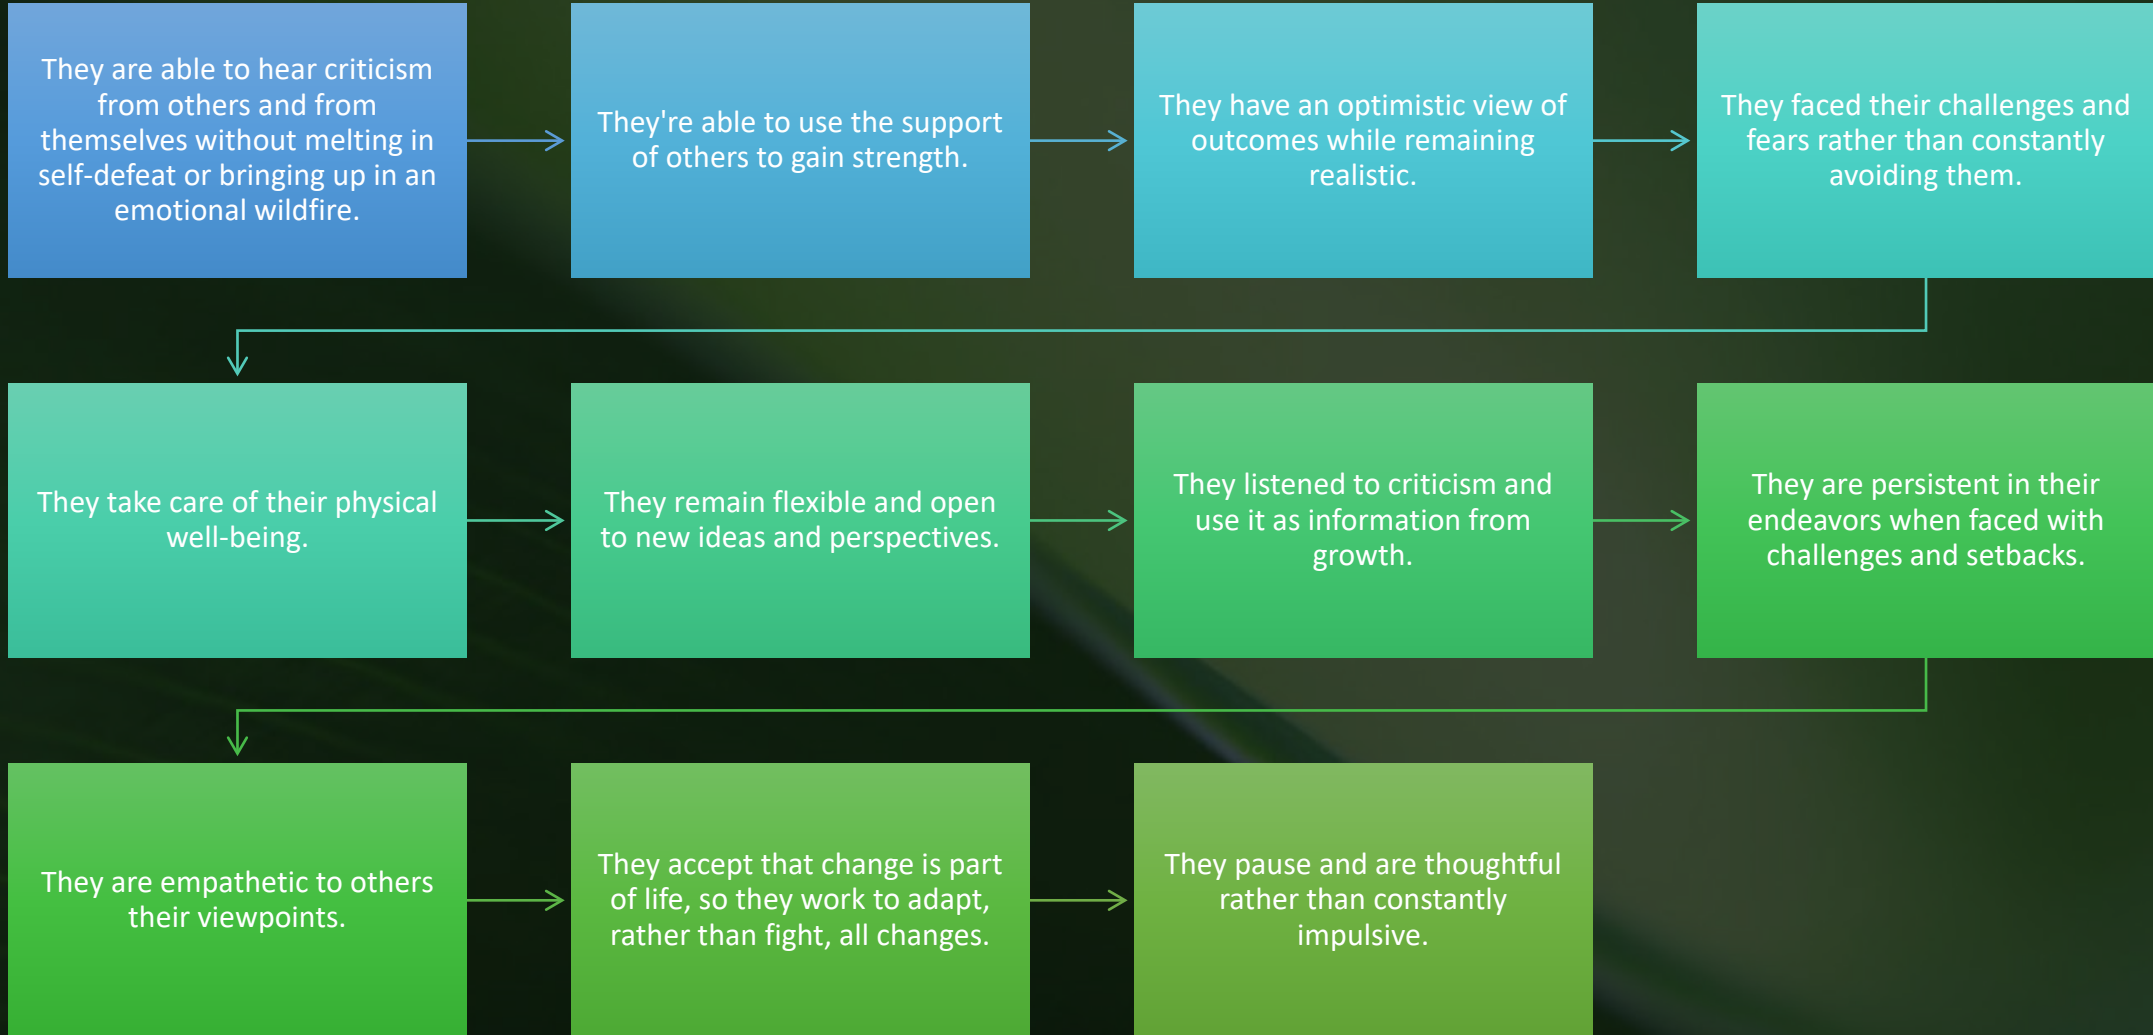 They are able to hear criticism
from others and from
themselves without melting in
self-defeat or bringing up in an
emotional wildfire.
They're able to use the support
of others to gain strength.
They have an optimistic view of
outcomes while remaining
realistic.
They faced their challenges and
fears rather than constantly
avoiding them.
They take care of their physical
well-being.
They remain flexible and open
to new ideas and perspectives.
They listened to criticism and
use it as information from
growth.
They are persistent in their
endeavors when faced with
challenges and setbacks.
They are empathetic to others
their viewpoints.
They accept that change is part
of life, so they work to adapt,
rather than fight, all changes.
They pause and are thoughtful
rather than constantly
impulsive.